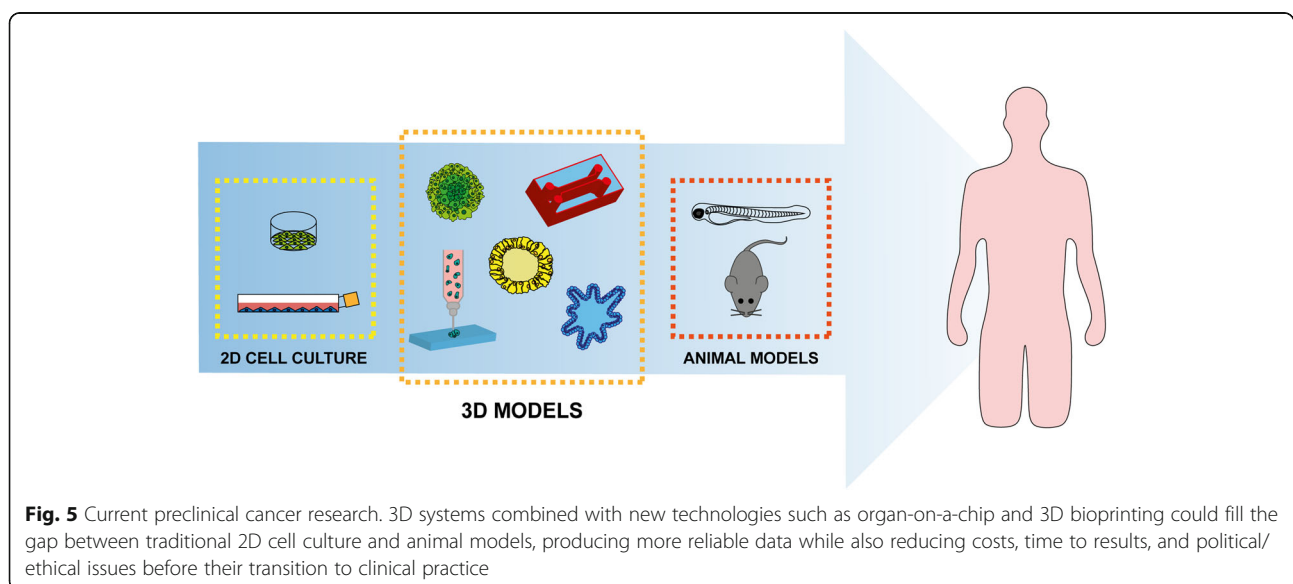 2D CELL CULTURE
3D MODELS
ANIMAL MODELS
Fig. 5 Current preclinical cancer research. 3D systems combined with new technologies such as organ-on-a-chip and 3D bioprinting could fill the
gap between traditional 2D cell culture and animal models, producing more reliable data while also reducing costs, time to results, and political/
ethical issues before their transition to clinical practice